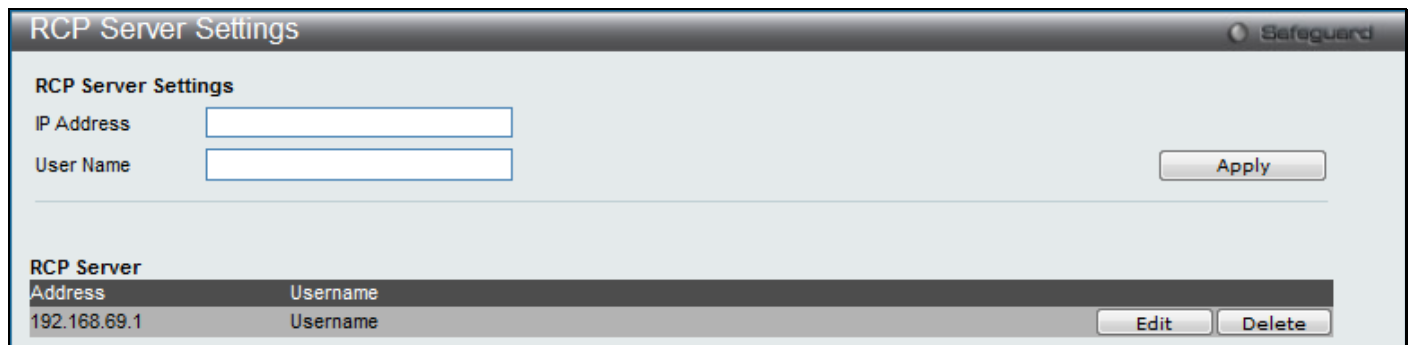 RCP Server Settings
Safeguard
RCP Server Settings
IP Address
User Name
Apply
RCP Server
Address Username
192.168.69.1 Username Edit Delete